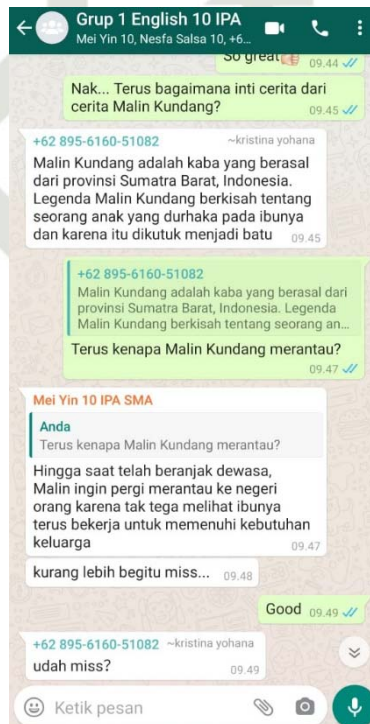 Grup 1 English 10 IPA
Mei Yin 10, Nesfa Salsa 10, +6...
So great
09.44
Nak... Terus bagaimana inti cerita dari
cerita Malin Kundang?
09.45
+62 895-6160-51082 ~kristina yohana
Malin Kundang adalah kaba yang berasal
dari provinsi Sumatra Barat, Indonesia.
Legenda Malin Kundang berkisah tentang
seorang anak yang durhaka pada ibunya
dan karena itu dikutuk menjadi batu 09.45
+62 895-6160-51082
Malin Kundang adalah kaba yang berasal dari
provinsi Sumatra Barat, Indonesia. Legenda
Malin Kundang berkisah tentang seorang an...
Terus kenapa Malin Kundang merantau?
09.47
Mei Yin 10 IPA SMA
Anda
Terus kenapa Malin Kundang merantau?
Hingga saat telah beranjak dewasa,
Malin ingin pergi merantau ke negeri
orang karena tak tega melihat ibunya
terus bekerja untuk memenuhi kebutuhan
keluarga 09.47
kurang lebih begitu miss... 09.48
Good 09.49
+62 895-6160-51082 ~kristina yohana
udah miss? 09.49
Ketik pesan